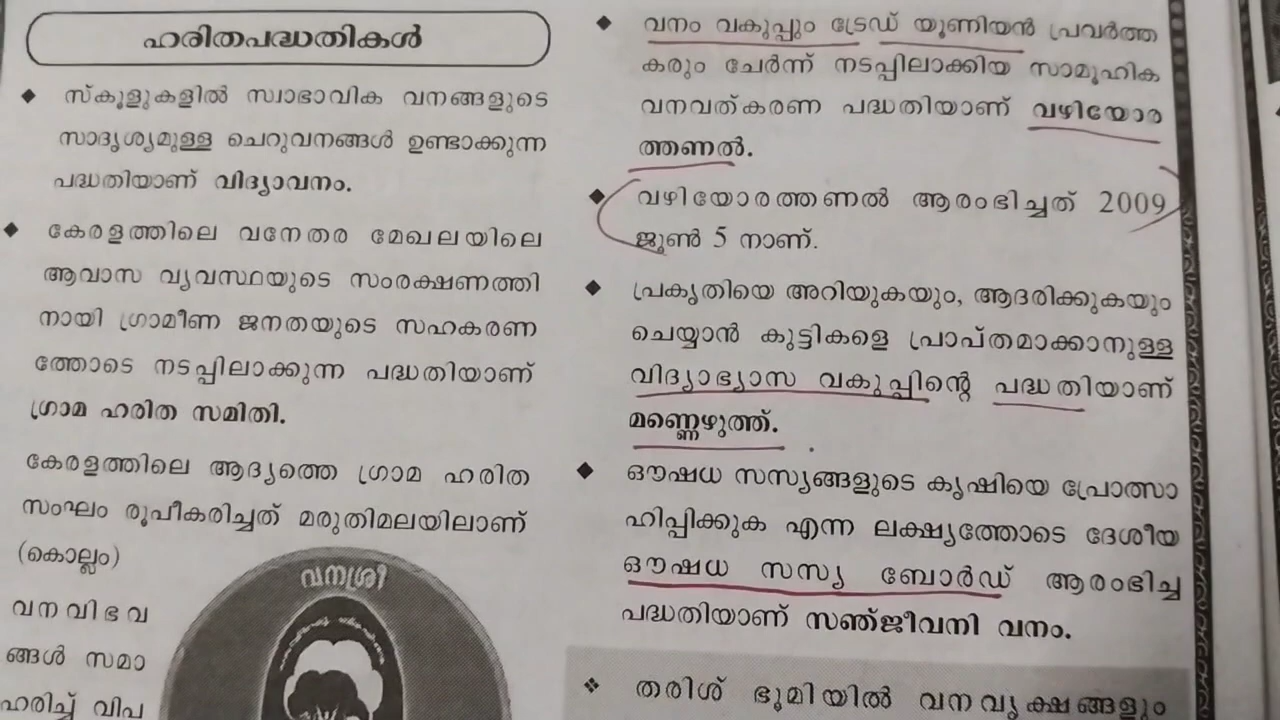 ഹരിതപദ്ധതികൾ
◆ സ്കൂളുകളിൽ സ്വാഭാവിക വനങ്ങളുടെ
സാദൃശ്യമുള്ള ചെറുവനങ്ങൾ ഉണ്ടാക്കുന്ന
പദ്ധതിയാണ് വിദ്യാവനം.
◆ കേരളത്തിലെ വനേതര മേഖലയിലെ
ആവാസ വ്യവസ്ഥയുടെ സംരക്ഷണത്തി
നായി ഗ്രാമീണ ജനതയുടെ സഹകരണ
ത്തോടെ നടപ്പിലാക്കുന്ന പദ്ധതിയാണ്
ഗ്രാമ ഹരിത സമിതി.
കേരളത്തിലെ ആദ്യത്തെ ഗ്രാമ ഹരിത
സംഘം രൂപീകരിച്ചത് മരുതിമലയിലാണ്
(കൊല്ലം)
വനവിഭവ
ങ്ങൾ സമാ
ഹരിച്ച് വിപ
വനശ്രീ
◆ വനം വകുപ്പും ട്രേഡ് യൂണിയൻ പ്രവർത്ത
കരും ചേർന്ന് നടപ്പിലാക്കിയ സാമൂഹിക
വനവത്കരണ പദ്ധതിയാണ് വഴിയോര
ത്തണൽ.
◆ വഴിയോരത്തണൽ ആരംഭിച്ചത് 2009
ജൂൺ 5 നാണ്.
◆ പ്രകൃതിയെ അറിയുകയും, ആദരിക്കുകയും
ചെയ്യാൻ കുട്ടികളെ പ്രാപ്തമാക്കാനുള്ള
വിദ്യാഭ്യാസ വകുപ്പിന്റെ പദ്ധതിയാണ്
മണ്ണെഴുത്ത്.
◆ ഔഷധ സസ്യങ്ങളുടെ കൃഷിയെ പ്രോത്സാ
ഹിപ്പിക്കുക എന്ന ലക്ഷ്യത്തോടെ ദേശീയ
ഔഷധ സസ്യ ബോർഡ് ആരംഭിച്ച
പദ്ധതിയാണ് സഞ്ജീവനി വനം.
❖ തരിശ് ഭൂമിയിൽ വനവൃക്ഷങ്ങളും